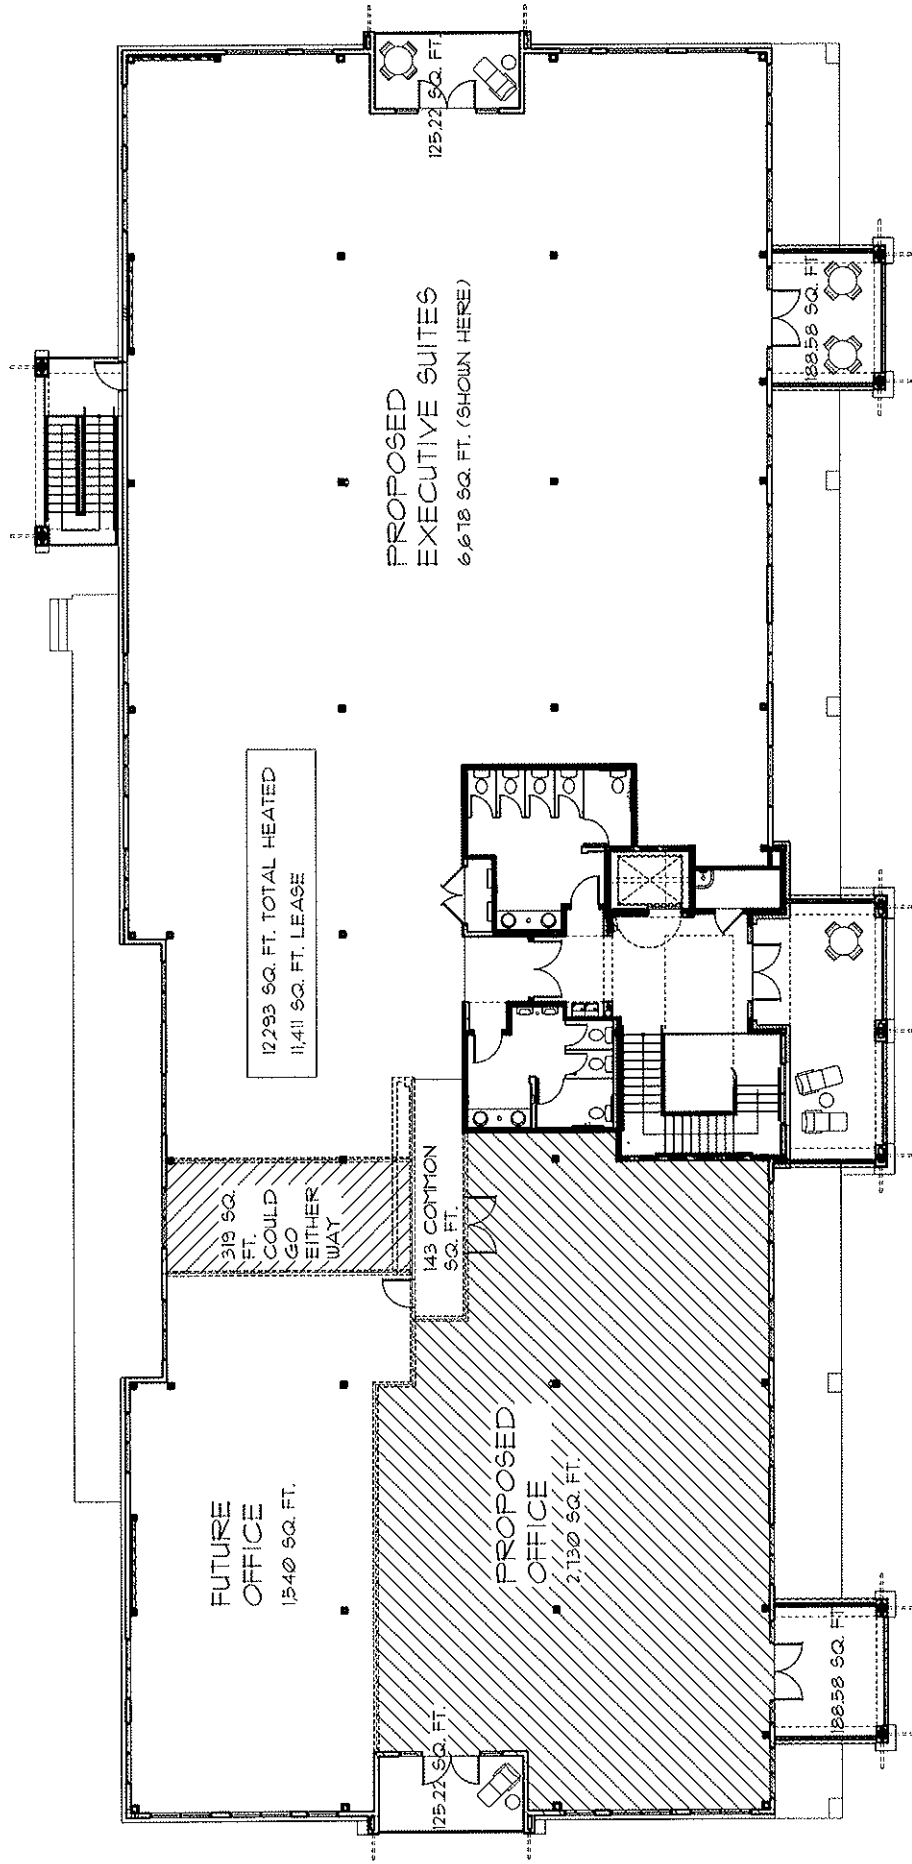 FUTURE
OFFICE
1,540 SQ. FT.
319 SQ.
FT.
COULD
GO
EITHER
WAY
12,293 SQ. FT. TOTAL HEATED
11,411 SQ. FT. LEASE
PROPOSED
EXECUTIVE SUITES
6,678 SQ. FT. (SHOWN HERE)
125.22 SQ. FT.
143 COMMON
SQ. FT.
125.22 SQ. FT.
PROPOSED
OFFICE
2,730 SQ. FT.
188.58 SQ. FT
188.58 SQ. FT